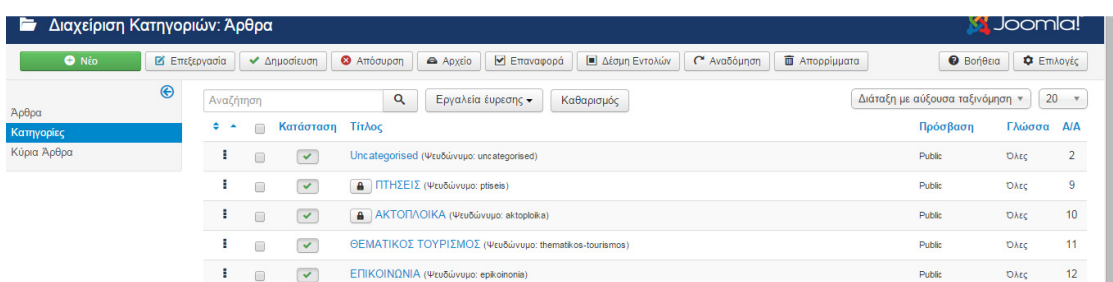 Διαχείριση Κατηγοριών: Άρθρα Joomla!
Νέο Επεξεργασία Δημοσίευση Απόσυρση Αρχείο Επαναφορά Δέσμη Εντολών Αναδόμηση Απορρίμματα Βοήθεια Επιλογές
Αναζήτηση Εργαλεία έυρεσης Καθαρισμός Διάταξη με αύξουσα ταξινόμηση 20
Άρθρα
Κατηγορίες
Κύρια Άρθρα
Κατάσταση Τίτλος Πρόσβαση Γλώσσα Α/Α
Uncategorised (Ψευδώνυμο: uncategorised) Public Όλες 2
ΠΤΗΣΕΙΣ (Ψευδώνυμο: ptiseis) Public Όλες 9
ΑΚΤΟΠΛΟΙΚΑ (Ψευδώνυμο: aktoploika) Public Όλες 10
ΘΕΜΑΤΙΚΟΣ ΤΟΥΡΙΣΜΟΣ (Ψευδώνυμο: thematikos-tourismos) Public Όλες 11
ΕΠΙΚΟΙΝΩΝΙΑ (Ψευδώνυμο: epikoinonia) Public Όλες 12